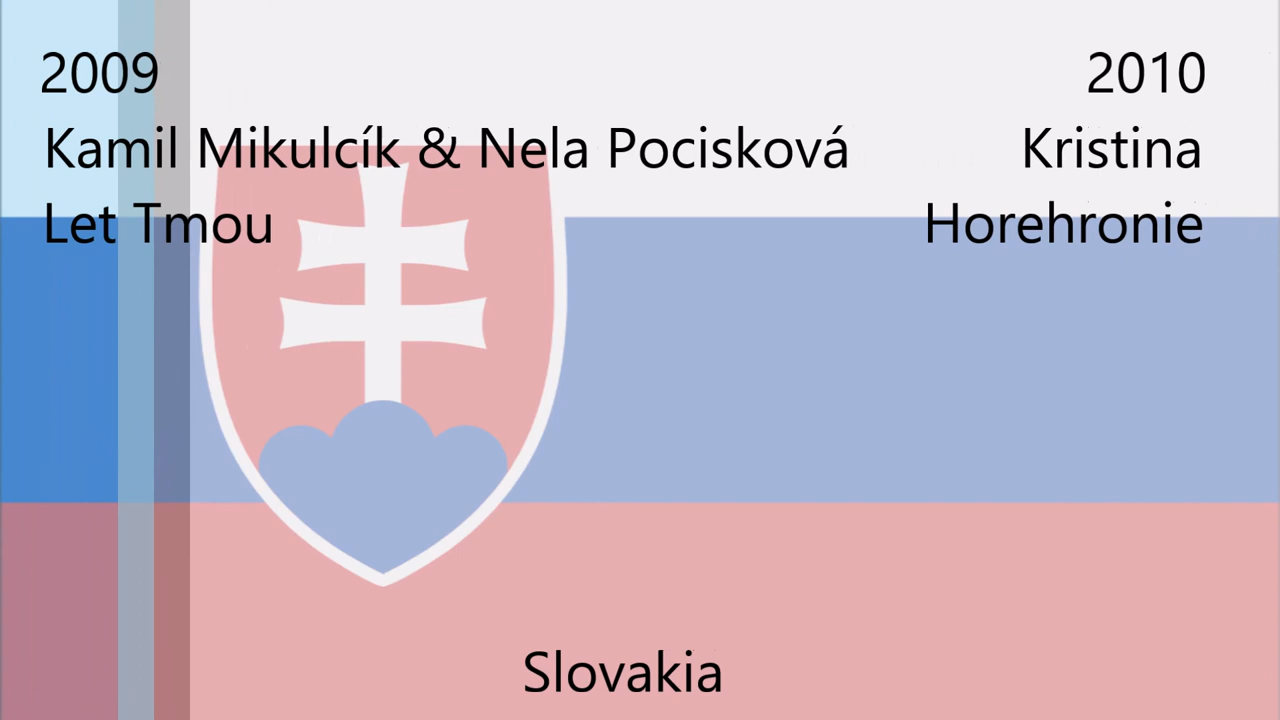 2009
Kamil Mikulcík & Nela Pocisková
Let Tmou
2010
Kristina
Horehronie
Slovakia